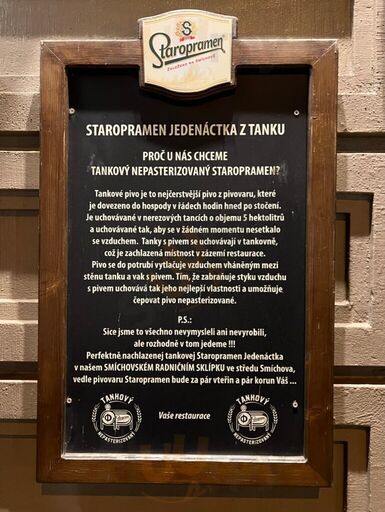 S
Staropramen
Založeno na Smíchově
STAROPRAMEN JEDENÁCTKA Z TANKU
PROČ U NÁS CHCEME
TANKOVÝ NEPASTERIZOVANÝ STAROPRAMEN?
Tankové pivo je to nejčerstvější pivo z pivovaru, které
je dovezeno do hospody v řádech hodin hned po stočení.
Je uchovávané v nerezových tancích o objemu 5 hektolitrů
a uchovávané tak, aby se v žádném momentu nesetkalo
se vzduchem. Tanky s pivem se uchovávají v tankovně,
což je zachlazená místnost v zázemí restaurace.
Pivo se do potrubí vytlačuje vzduchem vháněným mezi
stěnu tanku a vak s pivem. Tím, že zabraňuje styku vzduchu
s pivem uchovává tak jeho nejlepší vlastnosti a umožňuje
čepovat pivo nepasterizované.
P.S.:
Sice jsme to všechno nevymysleli ani nevyrobili,
ale rozhodně v tom jedeme !!!
Perfektně nachlazenej tankovej Staropramen Jedenáctka
v našem SMÍCHOVSKÉM RADNIČNÍM SKLÍPKU ve středu Smíchova,
vedle pivovaru Staropramen bude za pár vteřin a pár korun Váš ...
TANKOVÝ
NEPASTERIZOVANÝ
Vaše restaurace
TANKOVÝ
NEPASTERIZOVANÝ